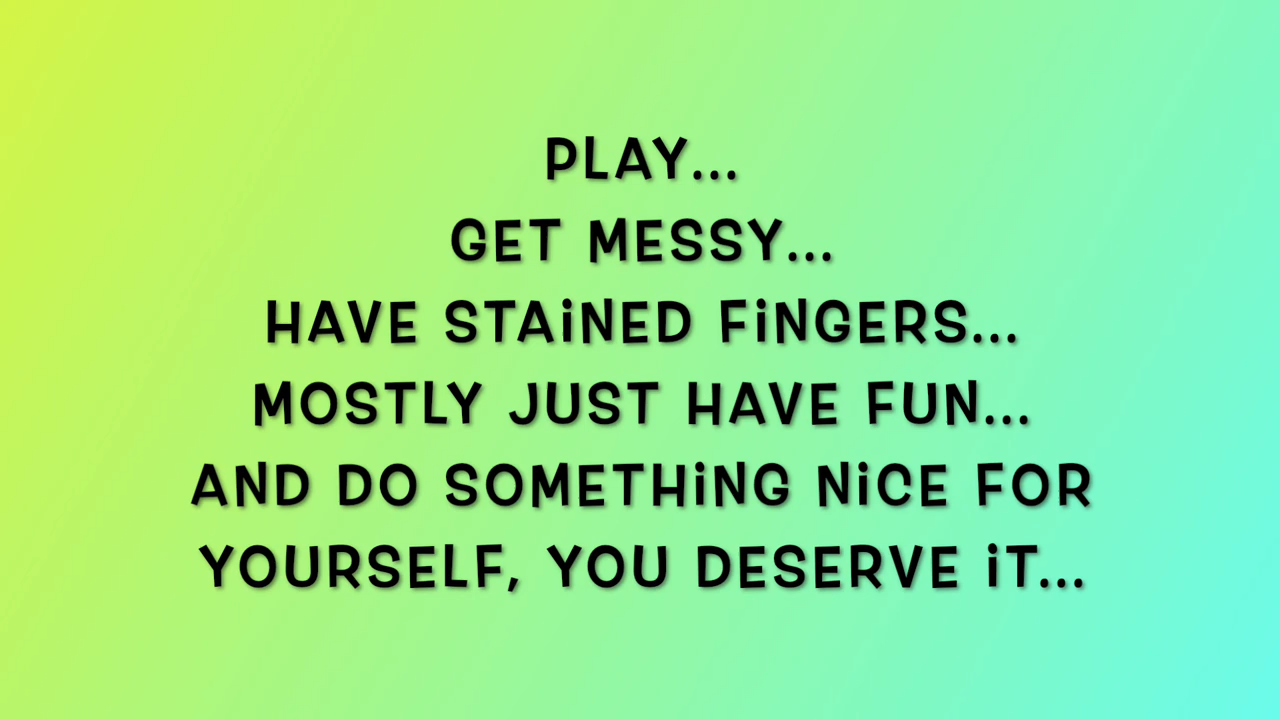 PLAY...
GET MESSY...
HAVE STAiNED FiNGERS...
MOSTLY JUST HAVE FUN...
AND DO SOMETHiNG NiCE FOR
YOURSELF, YOU DESERVE iT...